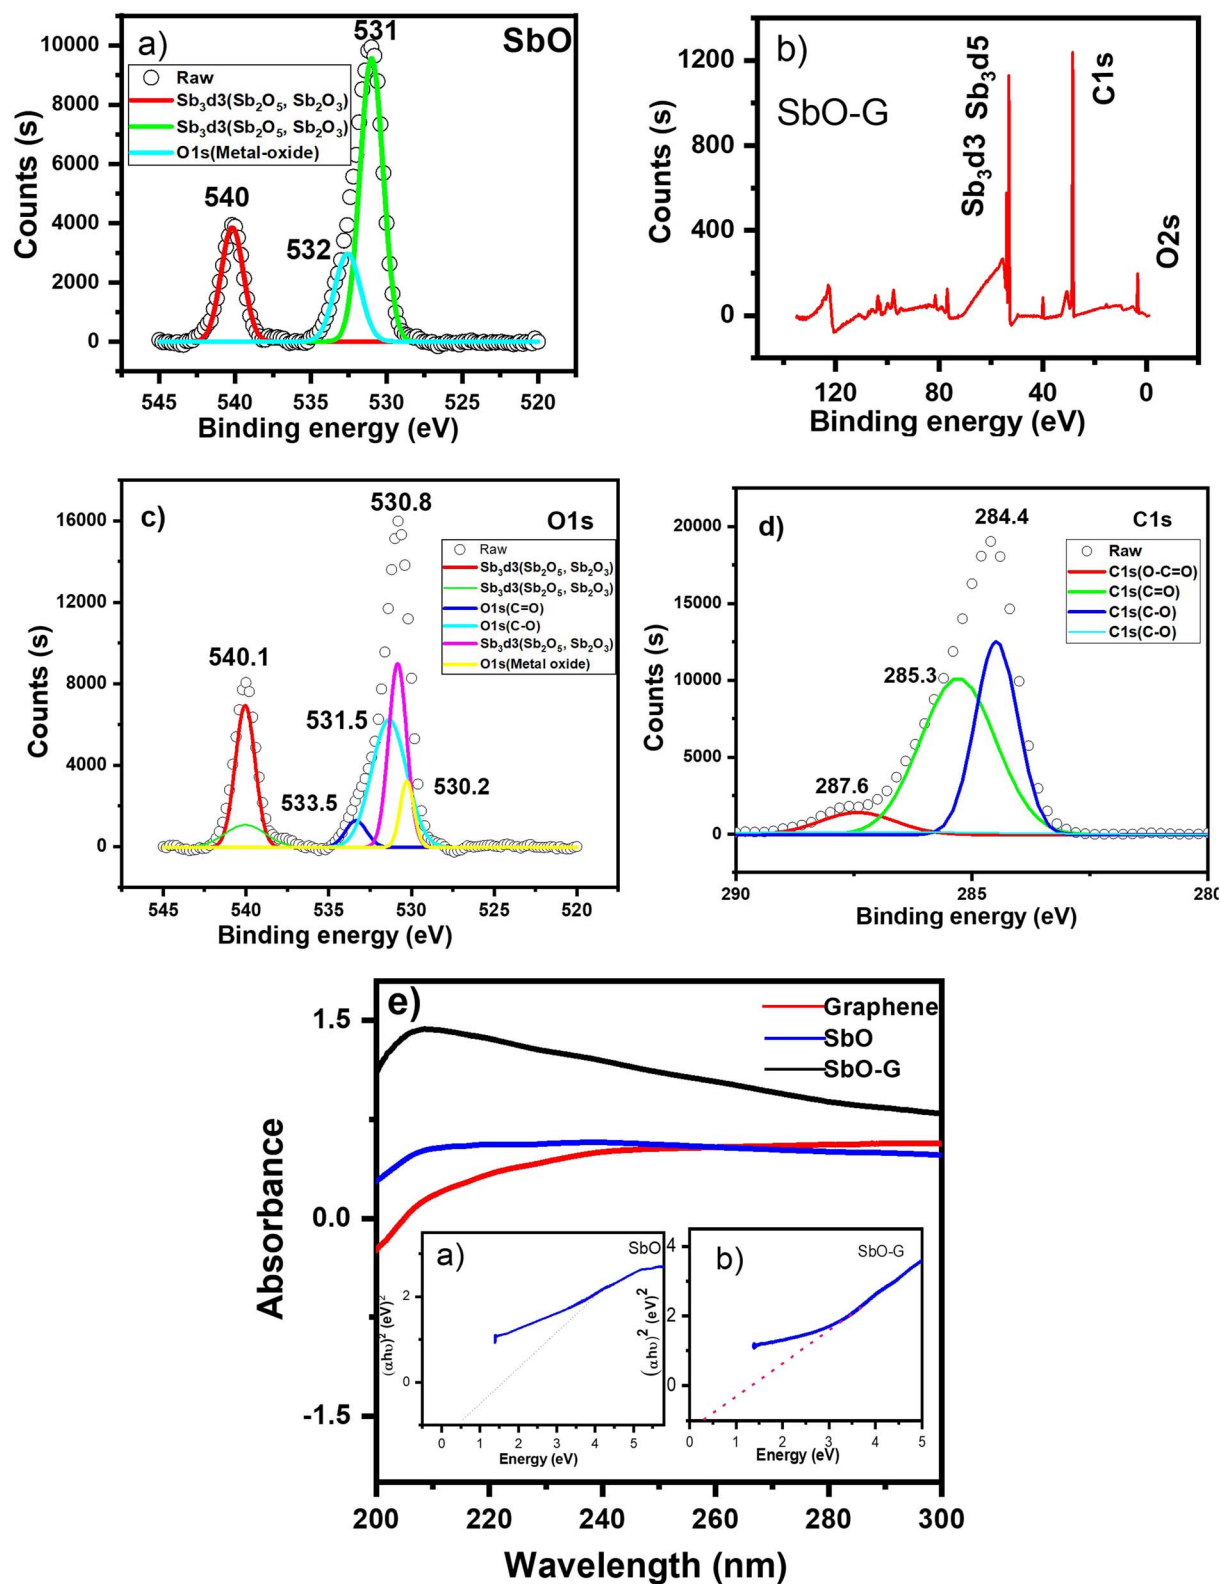 a)
531
SbO
Raw
Sb₃d3(Sb₂O₅, Sb₂O₃)
Sb₃d3(Sb₂O₅, Sb₂O₃)
O1s(Metal-oxide)
540
532
10000
8000
6000
4000
2000
0
Counts (s)
545 540 535 530 525 520
Binding energy (eV)
b)
SbO-G
Sb₃d3 Sb₃d5
C1s
O2s
1200
800
400
0
Counts (s)
120 80 40 0
Binding energy (eV)
c)
530.8
O1s
Raw
Sb₃d3(Sb₂O₅, Sb₂O₃)
Sb₃d3(Sb₂O₅, Sb₂O₃)
O1s(C=O)
O1s(C-O)
Sb₃d3(Sb₂O₅, Sb₂O₃)
O1s(Metal oxide)
540.1
531.5
533.5
530.2
16000
12000
8000
4000
0
Counts (s)
545 540 535 530 525 520
Binding energy (eV)
d)
284.4
C1s
Raw
C1s(O-C=O)
C1s(C=O)
C1s(C-O)
C1s(C-O)
285.3
287.6
20000
15000
10000
5000
0
Counts (s)
290 285 280
Binding energy (eV)
e)
Graphene
SbO
SbO-G
1.5
0.0
-1.5
Absorbance
a)
SbO
2
1
0
(αhυ)² (eV)²
0 1 2 3 4 5
Energy (eV)
b)
SbO-G
4
2
0
(αhυ)² (eV)²
0 1 2 3 4 5
Energy (eV)
200 220 240 260 280 300
Wavelength (nm)